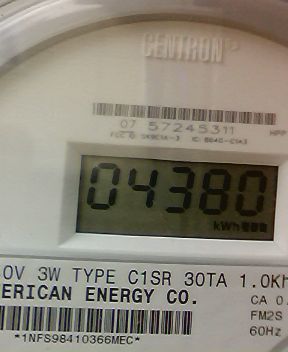 CENTRON
07 57245311
04380
kWh
0V 3W TYPE C1SR 30TA 1.0Kh
ERICAN ENERGY CO.
CA 0.
FM2S
60Hz
*1NFS98410366MEC*